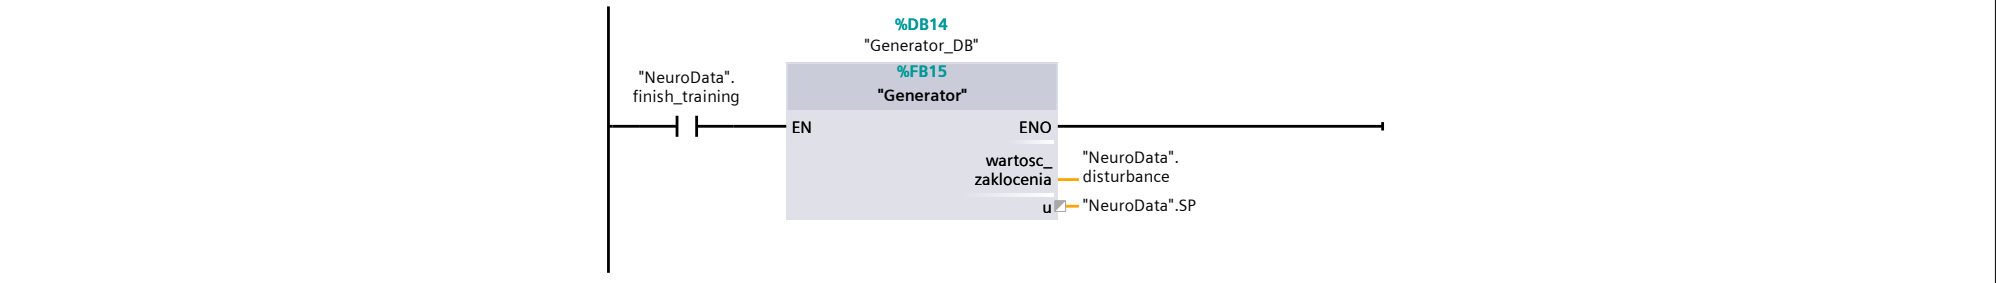 %DB14
"Generator_DB"
%FB15
"Generator"
"NeuroData".
finish_training
EN
ENO
wartosc_
zaklocenia
"NeuroData".
disturbance
u
"NeuroData".SP